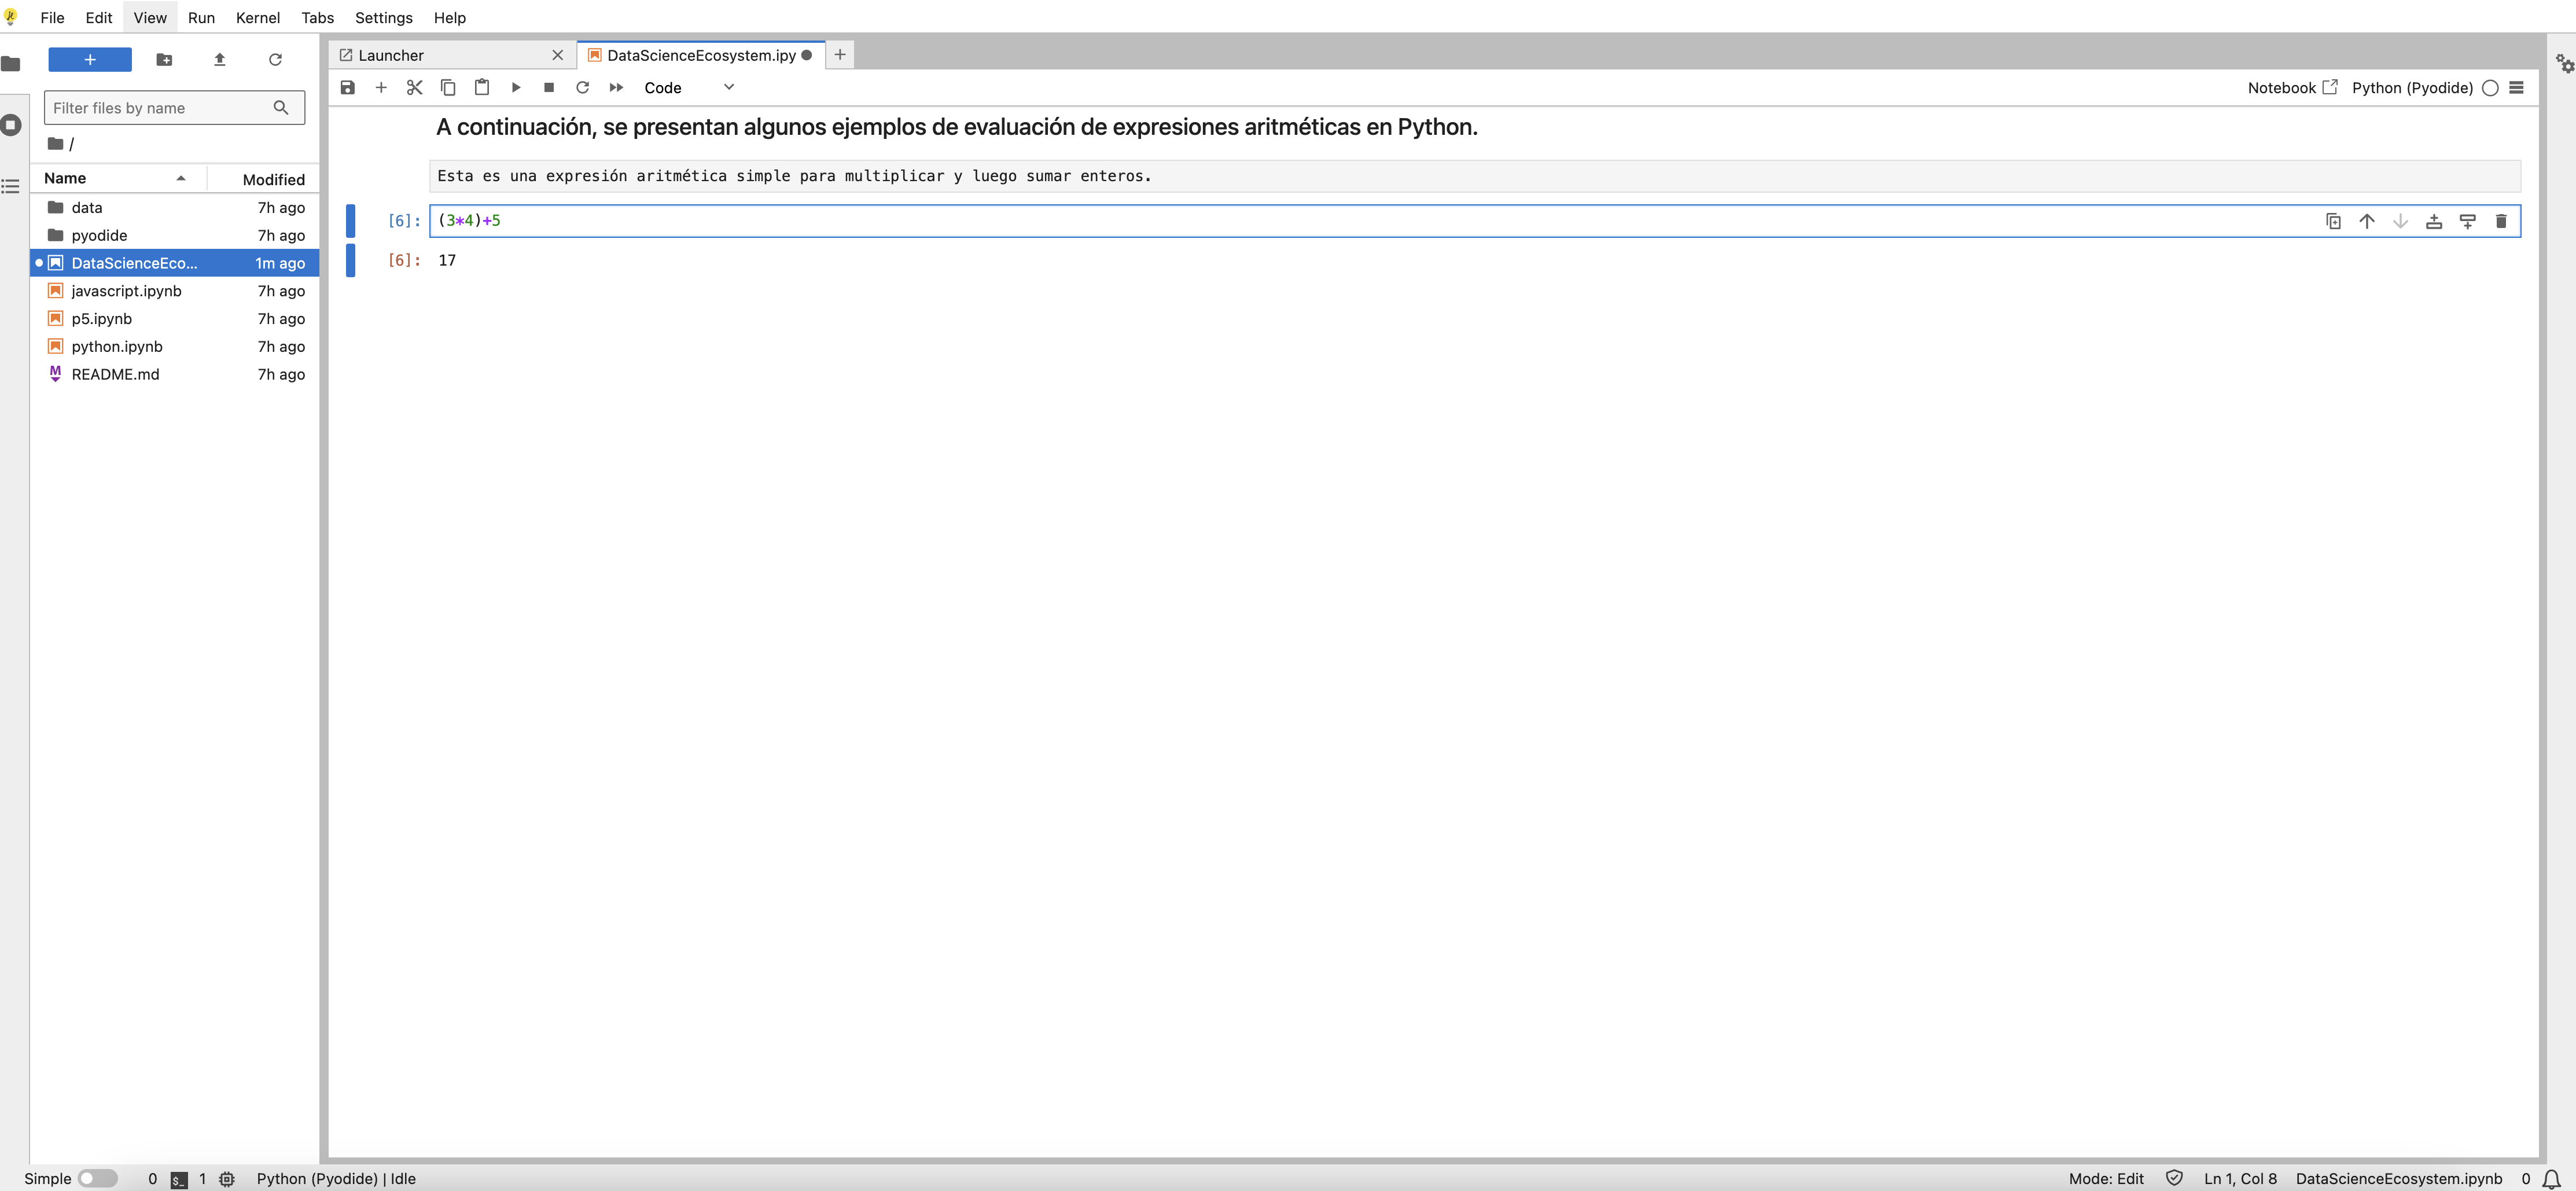 File Edit View Run Kernel Tabs Settings Help
Launcher
DataScienceEcosystem.ipy
Filter files by name
/
Name Modified
data 7h ago
pyodide 7h ago
DataScienceEco... 1m ago
javascript.ipynb 7h ago
p5.ipynb 7h ago
python.ipynb 7h ago
README.md 7h ago
Code
Notebook Python (Pyodide)
A continuación, se presentan algunos ejemplos de evaluación de expresiones aritméticas en Python.
Esta es una expresión aritmética simple para multiplicar y luego sumar enteros.
[6]: (3*4)+5
[6]: 17
Simple 0 $_ 1 Python (Pyodide) | Idle
Mode: Edit Ln 1, Col 8 DataScienceEcosystem.ipynb 0